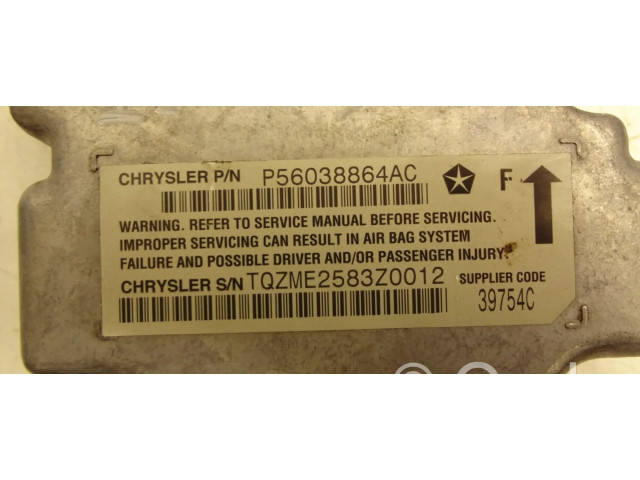 CHRYSLER P/N P56038864AC
F
WARNING. REFER TO SERVICE MANUAL BEFORE SERVICING.
IMPROPER SERVICING CAN RESULT IN AIR BAG SYSTEM
FAILURE AND POSSIBLE DRIVER AND/OR PASSENGER INJURY.
CHRYSLER S/N TQZME2583Z0012
SUPPLIER CODE
39754C